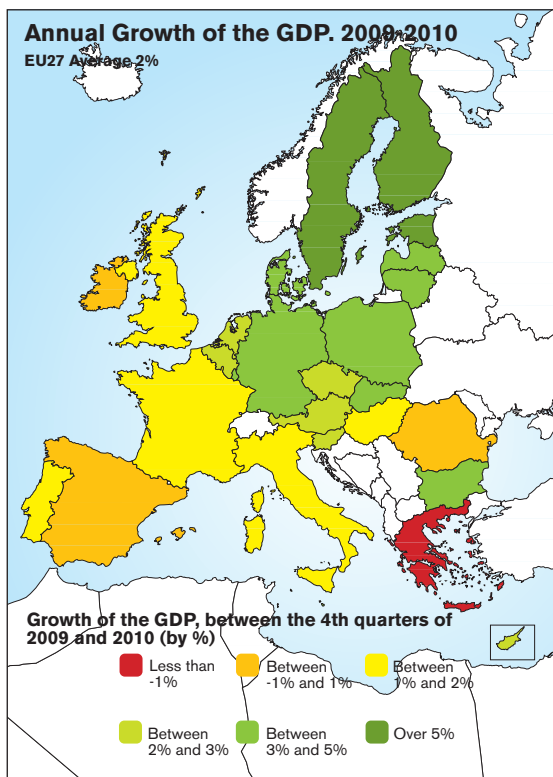 Annual Growth of the GDP. 2009-2010
EU27 Average 2%
Growth of the GDP, between the 4th quarters of
2009 and 2010 (by %)
Less than
-1%
Between
-1% and 1%
Between
1% and 2%
Between
2% and 3%
Between
3% and 5%
Over 5%